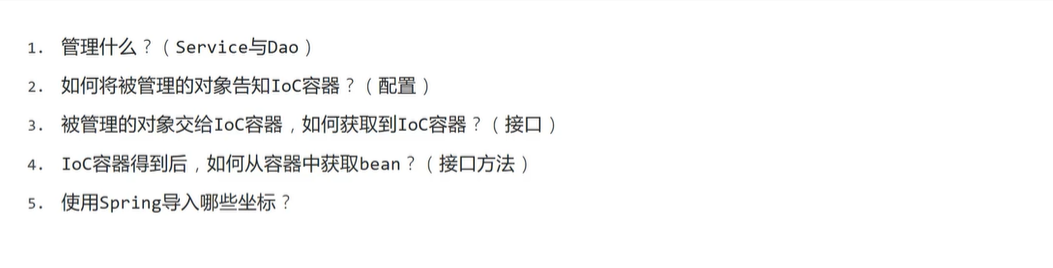 1. 管理什么？（Service与Dao）
2. 如何将被管理的对象告知IoC容器？（配置）
3. 被管理的对象交给IoC容器，如何获取到IoC容器？（接口）
4. IoC容器得到后，如何从容器中获取bean？（接口方法）
5. 使用Spring导入哪些坐标？